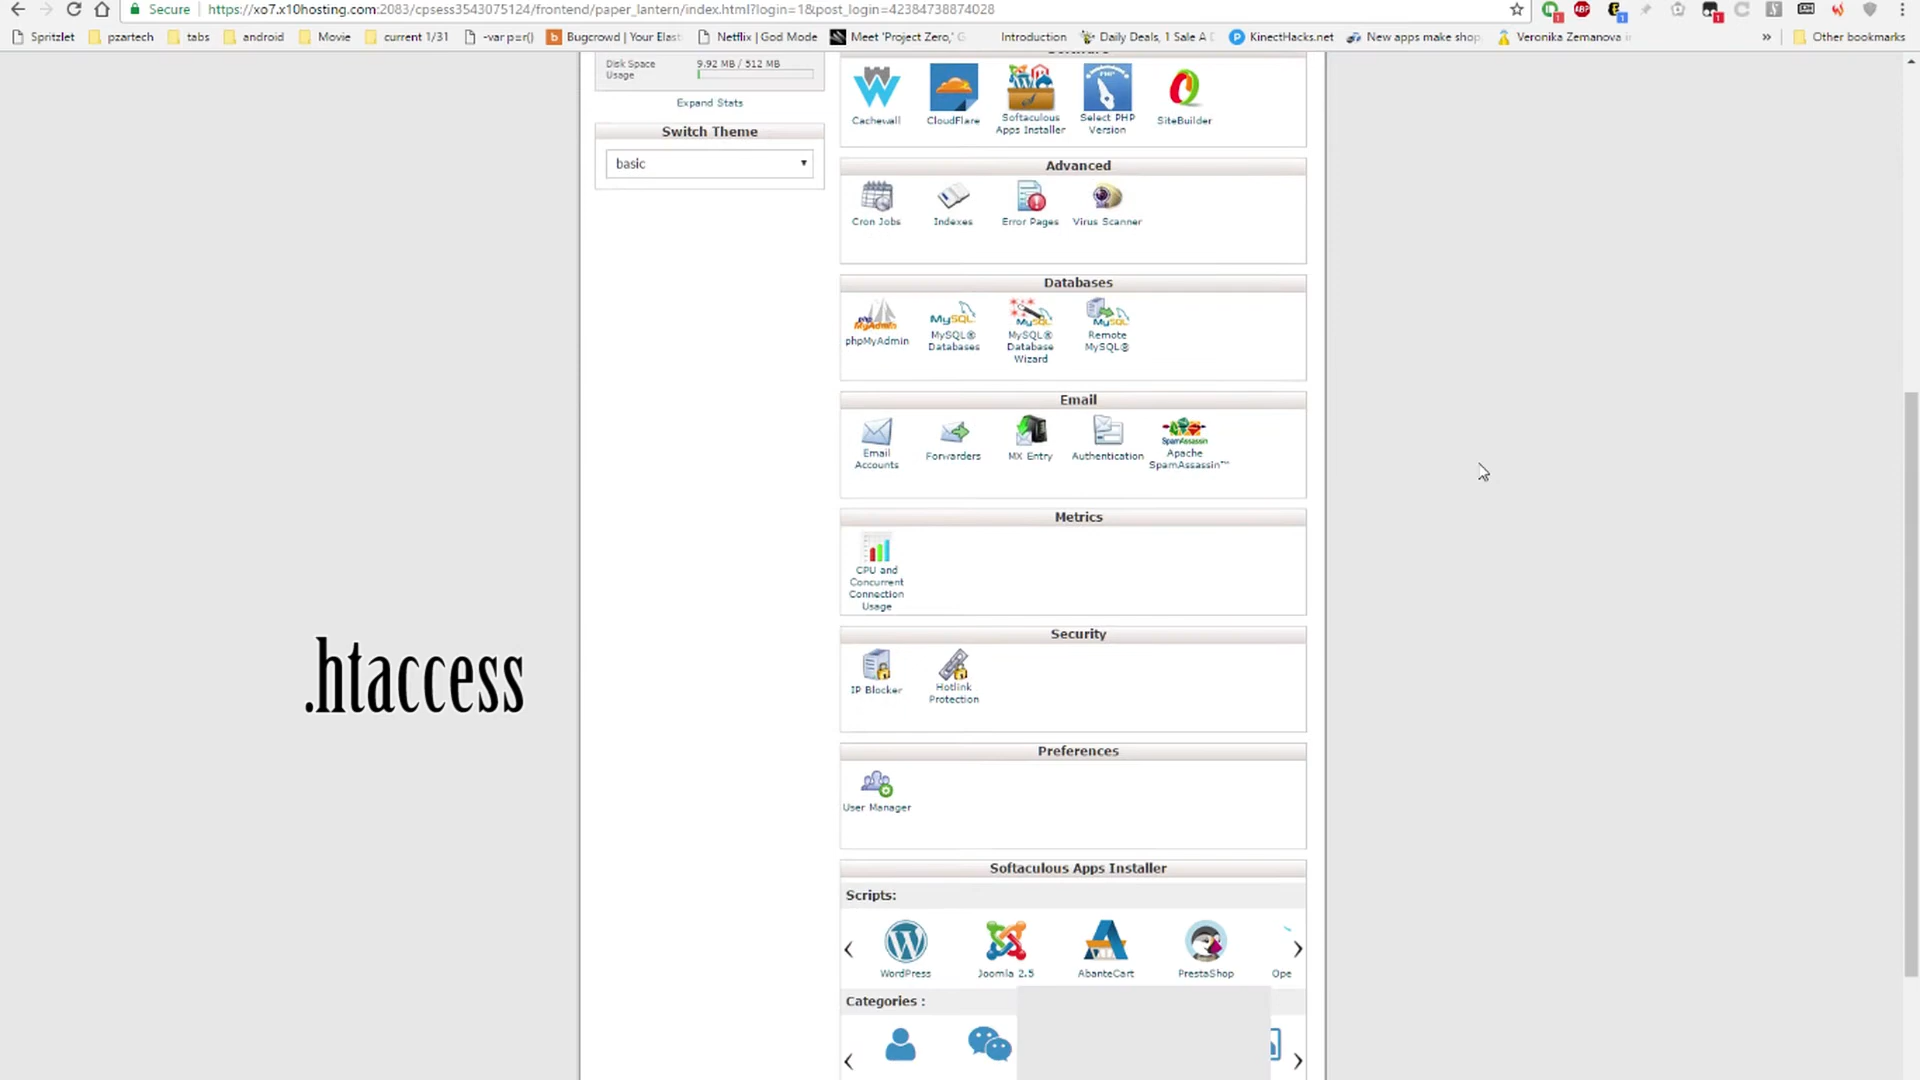 Secure https://xo7.x10hosting.com:2083/cpsess3543075124/frontend/paper_lantern/index.html?login=1&post_login=42384738874028
Spritzlet pzartech tabs android Movie current 1/31 Bugcrowd | Your Elast Netflix | God Mode Meet 'Project Zero,' G Introduction Daily Deals, 1 Sale A D KinectHacks.net New apps make shop Veronika Zemanova i » Other bookmarks
Disk Space Usage 9.92 MB / 512 MB
Expand Stats
Switch Theme
basic
Cachewall CloudFlare Softaculous Apps Installer Select PHP Version SiteBuilder
Advanced
Cron Jobs Indexes Error Pages Virus Scanner
Databases
phpMyAdmin MySQL® Databases MySQL® Database Wizard Remote MySQL®
Email
Email Accounts Forwarders MX Entry Authentication Apache SpamAssassin™
Metrics
CPU and Concurrent Connection Usage
Security
IP Blocker Hotlink Protection
.htaccess
Preferences
User Manager
Softaculous Apps Installer
Scripts:
WordPress Joomla 2.5 AbanteCart PrestaShop Ope
Categories :